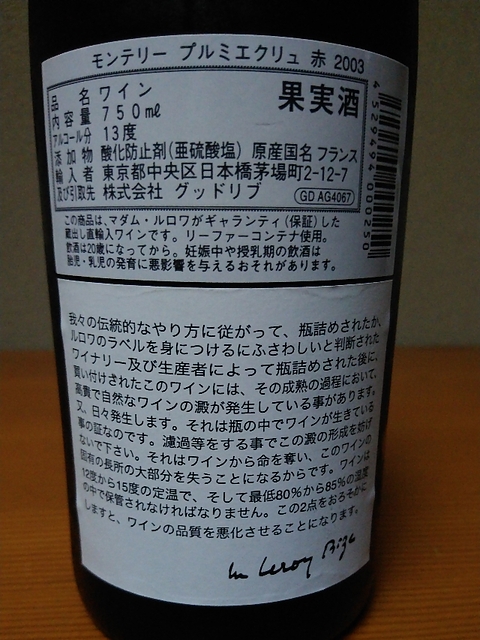 モンテリー プルミエクリュ 赤 2003
品名 ワイン
果実酒
内容量 750ml
アルコール分 13度
添加物 酸化防止剤(亜硫酸塩) 原産国名 フランス
輸入者 東京都中央区日本橋茅場町2-12-7
及び引取先 株式会社 グッドリブ
GD AG4067
4529494000250
この商品は、マダム・ルロワがギャランティ(保証)した
蔵出し直輸入ワインです。リーファーコンテナ使用。
飲酒は20歳になってから。妊娠中や授乳期の飲酒は
胎児・乳児の発育に悪影響を与えるおそれがあります。
我々の伝統的なやり方に従がって、瓶詰めされたか、
ルロワのラベルを身につけるにふさわしいと判断された
ワイナリー及び生産者によって瓶詰めされた後に、
買い付けされたこのワインには、その成熟の過程において、
高貴で自然なワインの澱が発生している事があります。
又、日々発生します。それは瓶の中でワインが生きている
事の証なのです。濾過等をする事でこの澱の形成を妨げ
ないで下さい。それはワインから命を奪い、このワインの
固有の長所の大部分を失うことになるからです。ワインは
12度から15度の定温で、そして最低80%から85%の湿度
の中で保管されなければなりません。この2点をおろそかに
しますと、ワインの品質を悪化させることになります。
Leroy Bize